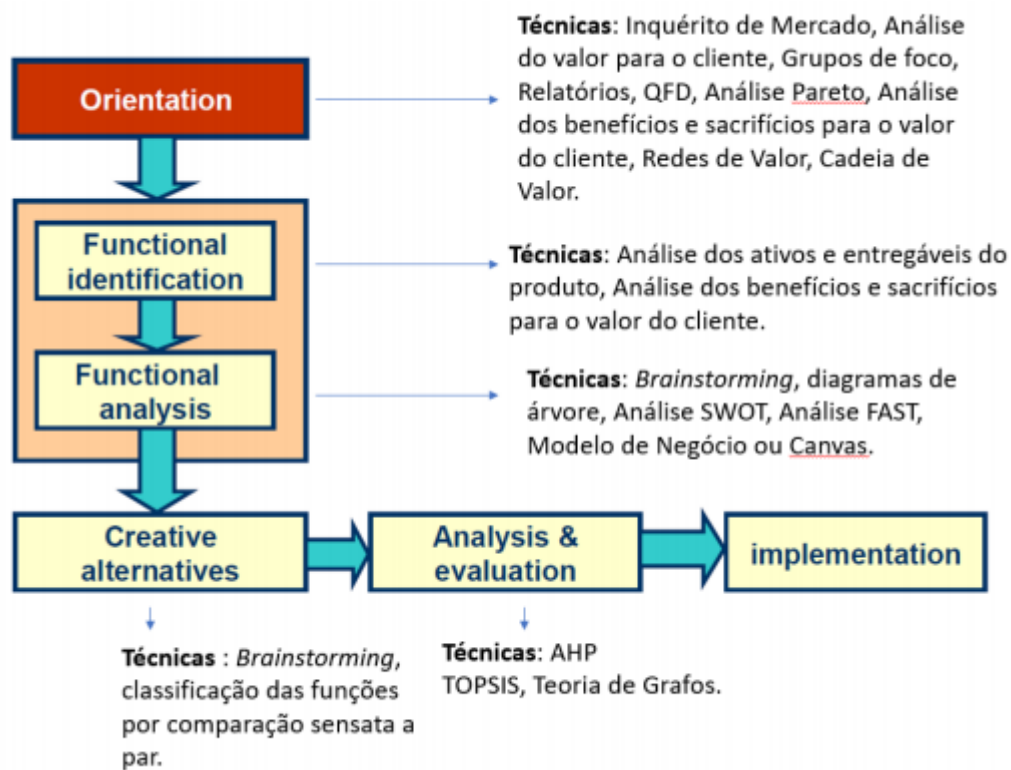 Técnicas: Inquérito de Mercado, Análise
do valor para o cliente, Grupos de foco,
Relatórios, QFD, Análise Pareto, Análise
dos benefícios e sacrifícios para o valor
do cliente, Redes de Valor, Cadeia de
Valor.
Orientation
Functional
identification
Técnicas: Análise dos ativos e entregáveis do
produto, Análise dos benefícios e sacrifícios
para o valor do cliente.
Functional
analysis
Técnicas: Brainstorming, diagramas de
árvore, Análise SWOT, Análise FAST,
Modelo de Negócio ou Canvas.
Creative
alternatives
Analysis &
evaluation
implementation
Técnicas : Brainstorming,
classificação das funções
por comparação sensata a
par.
Técnicas: AHP
TOPSIS, Teoria de Grafos.